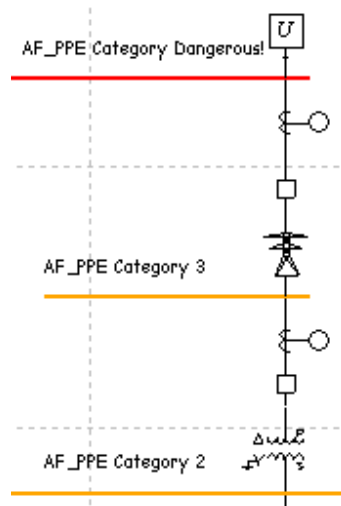 U
AF_PPE Category Dangerous!
AF_PPE Category 3
AF_PPE Category 2